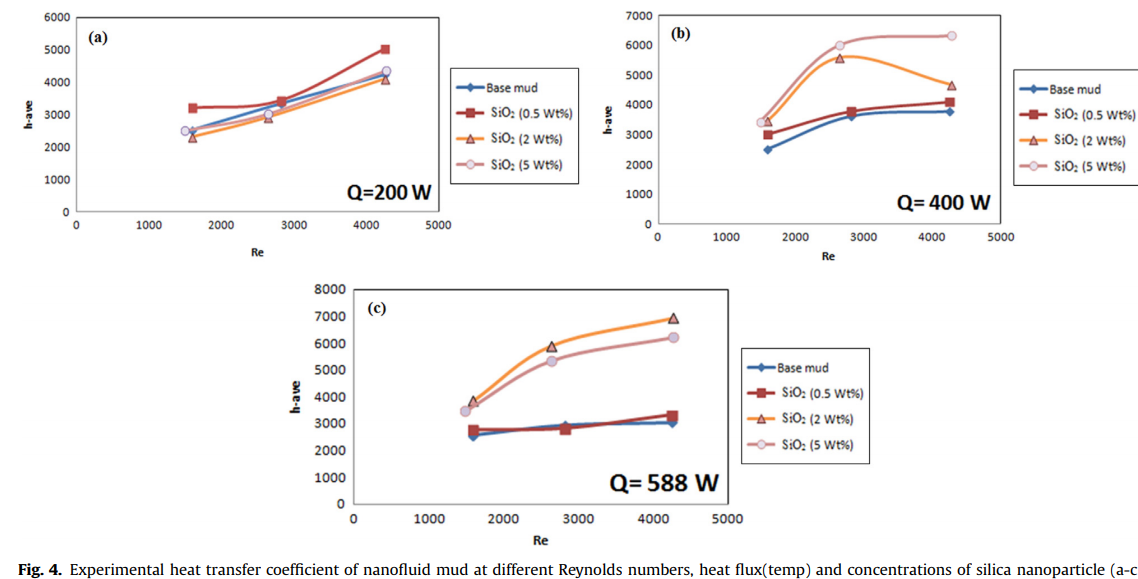 (a)
h-ave
6000
5000
4000
3000
2000
1000
0
0 1000 2000 3000 4000 5000
Re
Q=200 W
Base mud
SiO₂ (0.5 Wt%)
SiO₂ (2 Wt%)
SiO₂ (5 Wt%)
(b)
h-ave
7000
6000
5000
4000
3000
2000
1000
0
0 1000 2000 3000 4000 5000
Re
Q= 400 W
Base mud
SiO₂ (0.5 Wt%)
SiO₂ (2 Wt%)
SiO₂ (5 Wt%)
(c)
h-ave
8000
7000
6000
5000
4000
3000
2000
1000
0
0 1000 2000 3000 4000 5000
Re
Q= 588 W
Base mud
SiO₂ (0.5 Wt%)
SiO₂ (2 Wt%)
SiO₂ (5 Wt%)
Fig. 4. Experimental heat transfer coefficient of nanofluid mud at different Reynolds numbers, heat flux(temp) and concentrations of silica nanoparticle (a-c